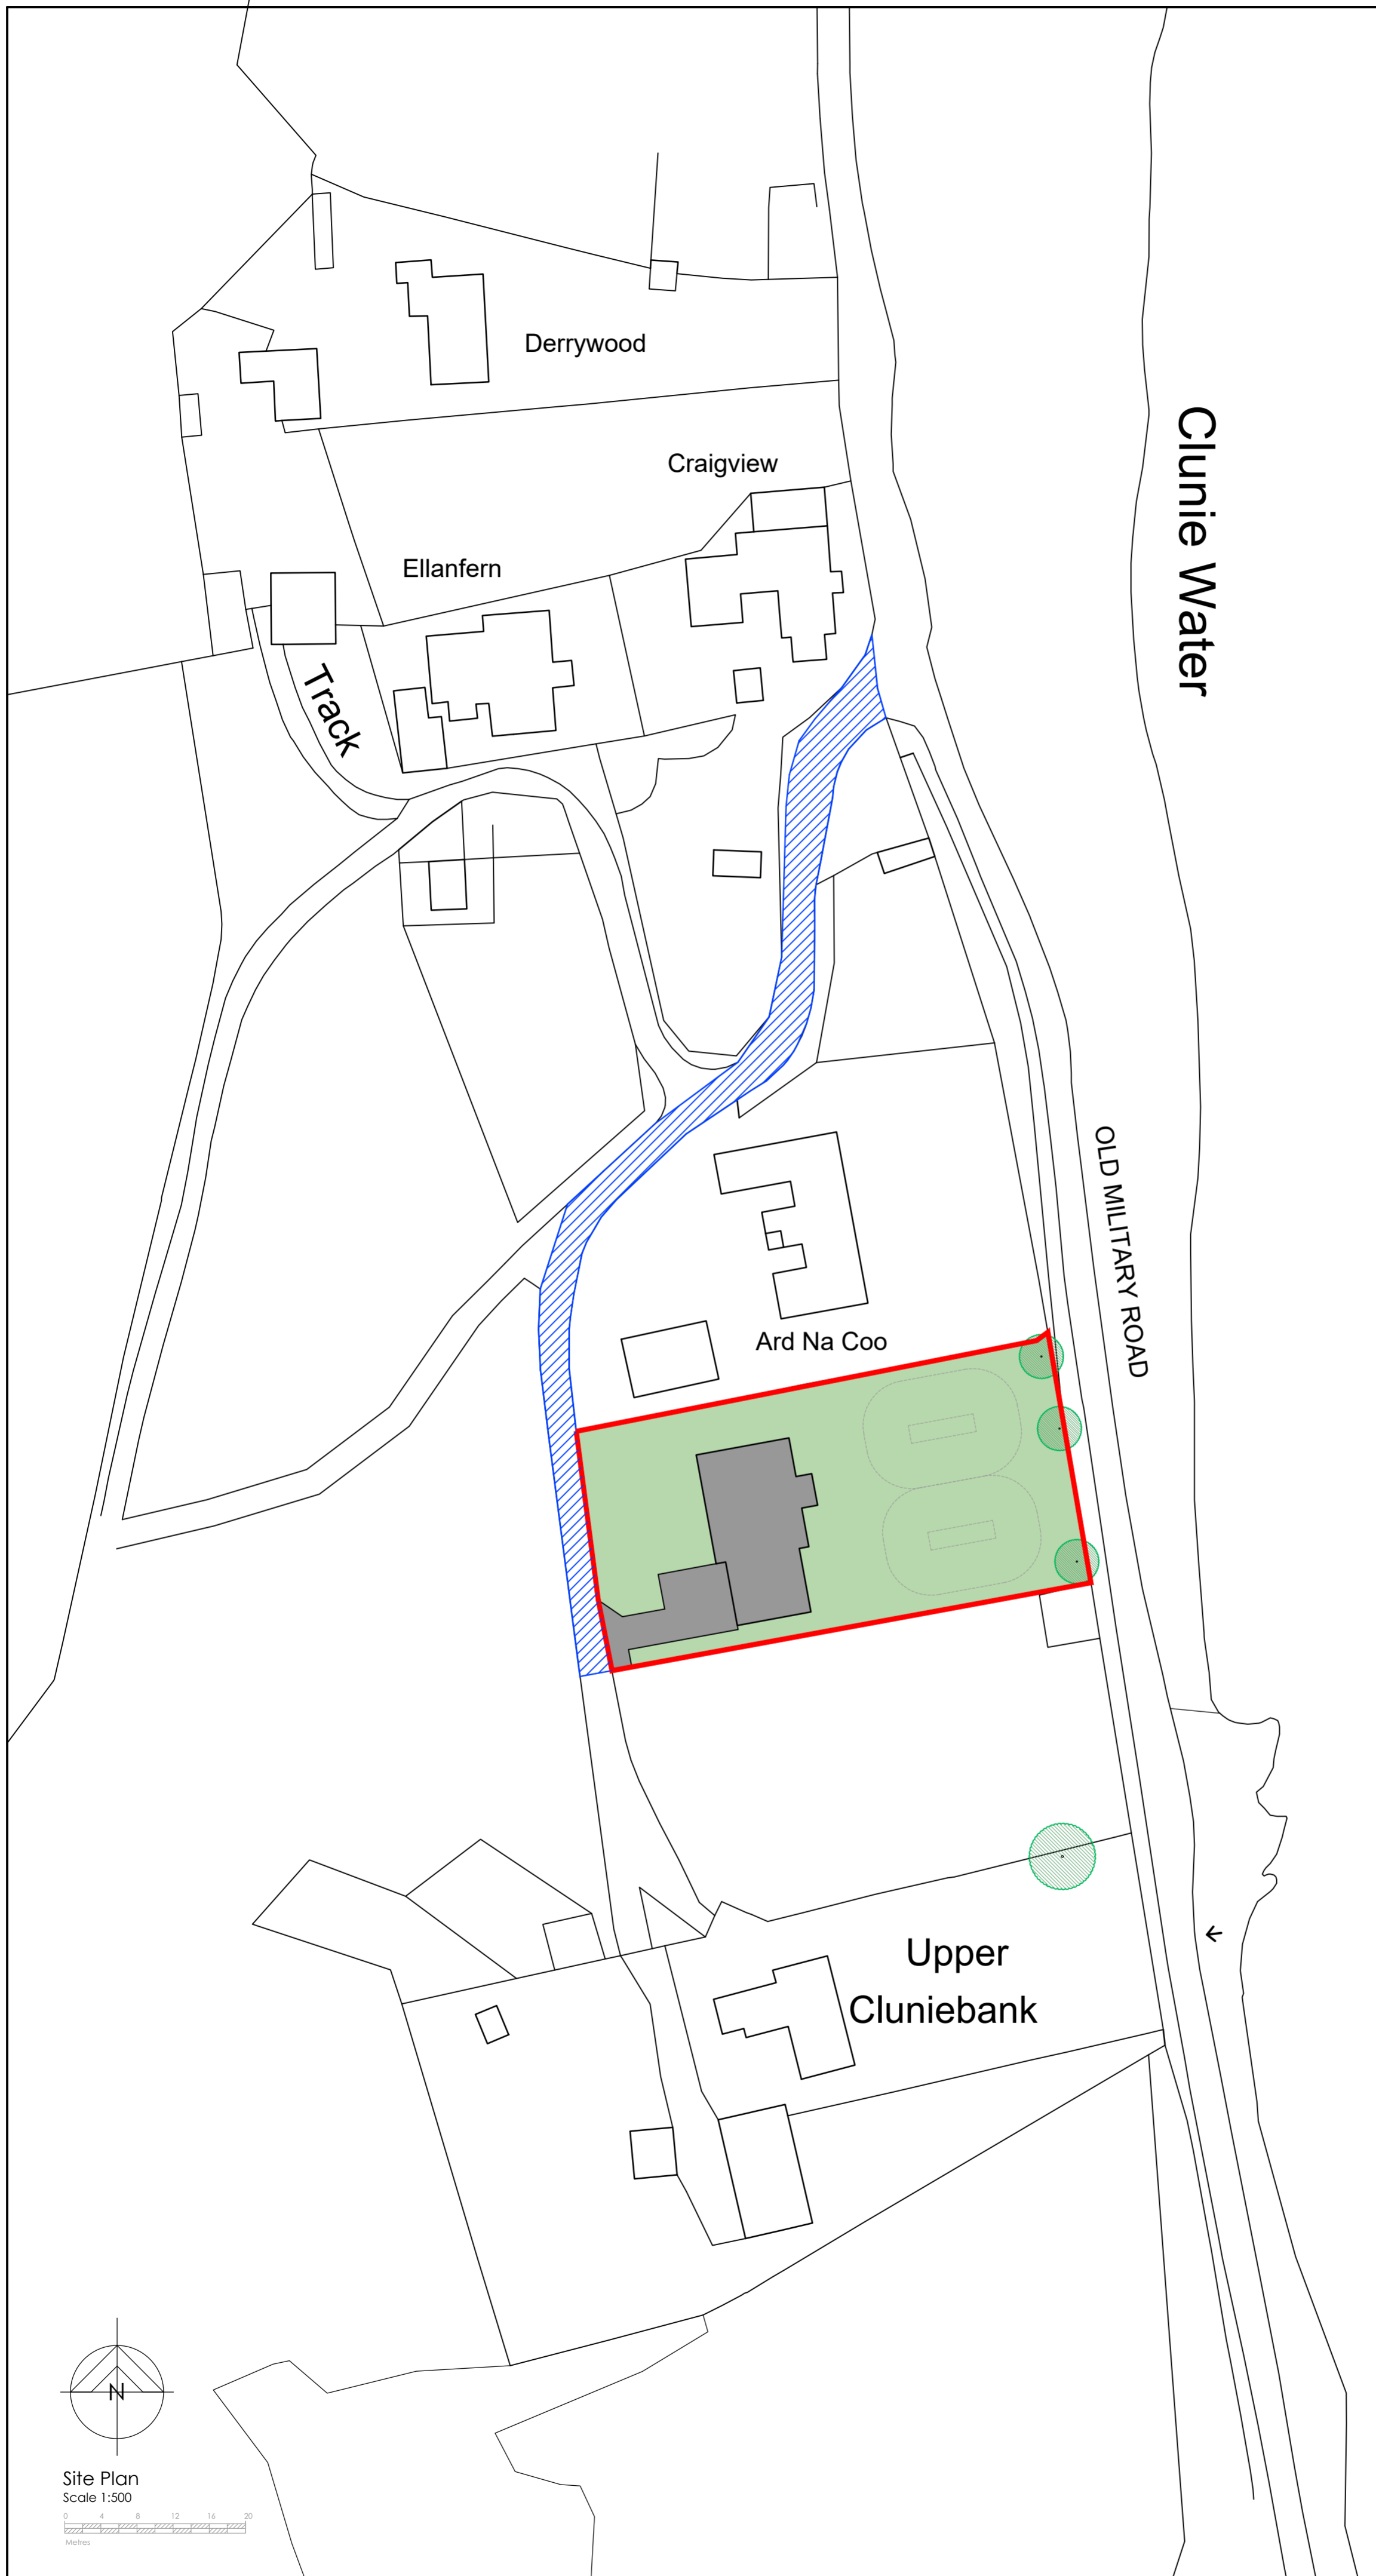 Derrywood
Craigview
Clunie Water
Ellanfern
Track
OLD MILITARY ROAD
Ard Na Coo
Upper
Cluniebank
N
Site Plan
Scale 1:500
0 4 8 12 16 20
Metres